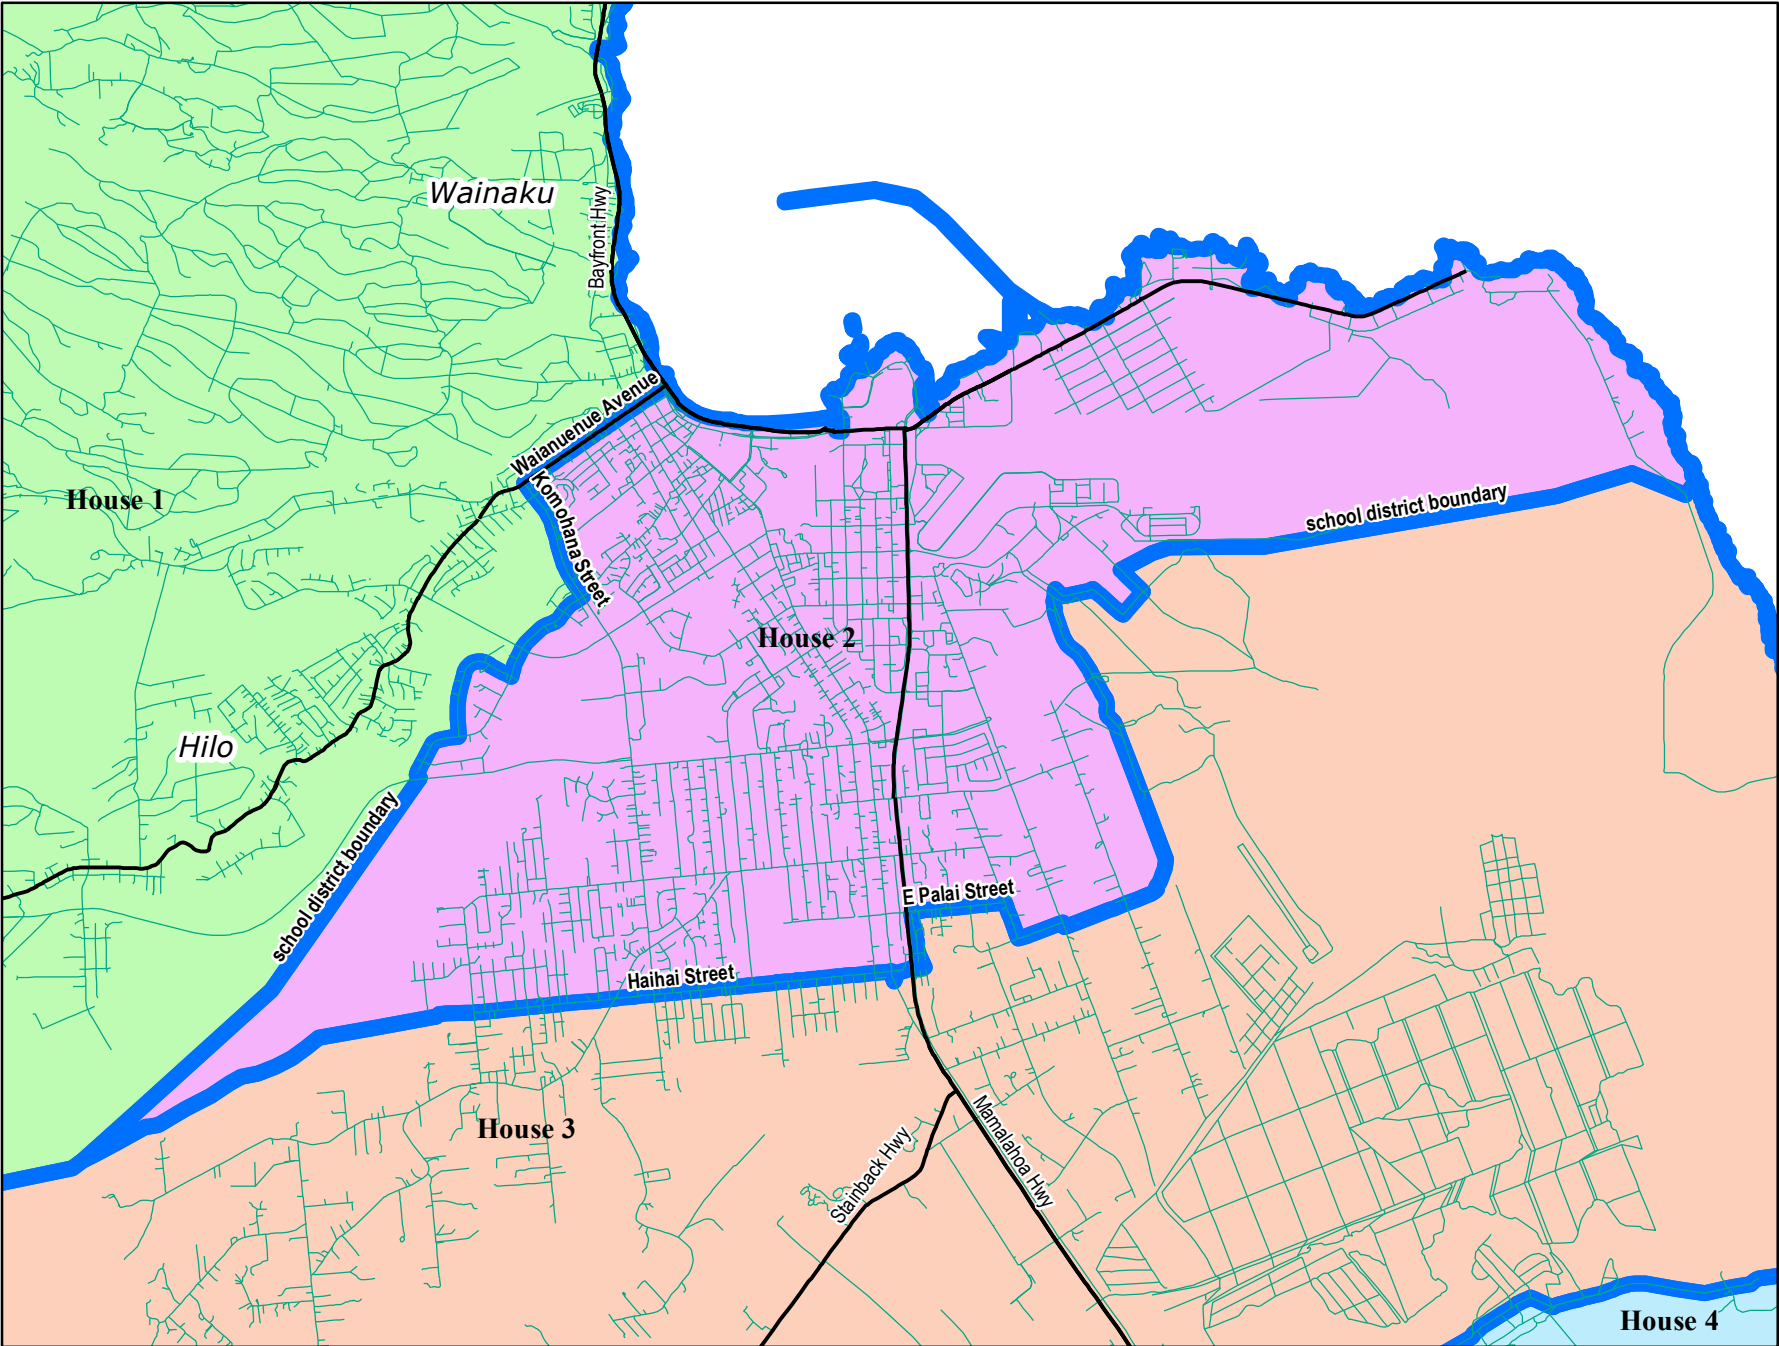 Wainaku
Bayfront Hwy
Waianuenue Avenue
House 1
Komohana Street
school district boundary
House 2
Hilo
school district boundary
E Palai Street
Haihai Street
House 3
Stainback Hwy
Mamalahoa Hwy
House 4